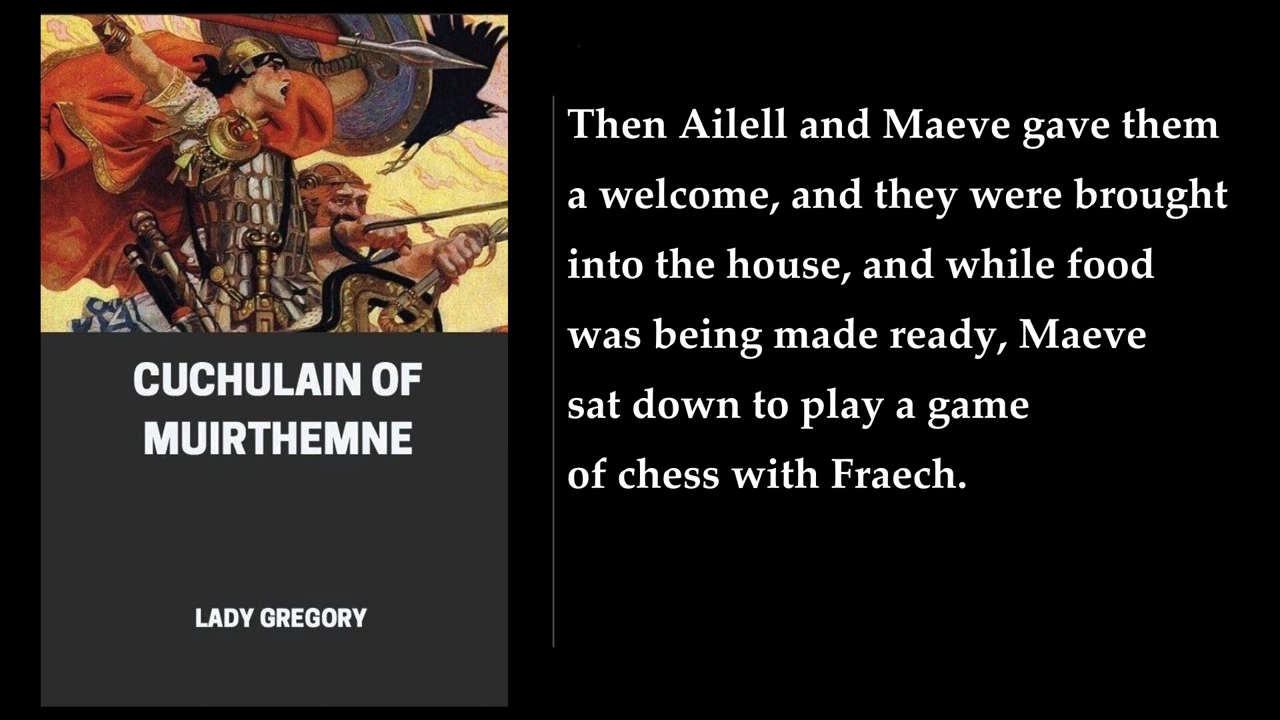 CUCHULAIN OF
MUIRTHEMNE
LADY GREGORY
Then Ailell and Maeve gave them
a welcome, and they were brought
into the house, and while food
was being made ready, Maeve
sat down to play a game
of chess with Fraech.